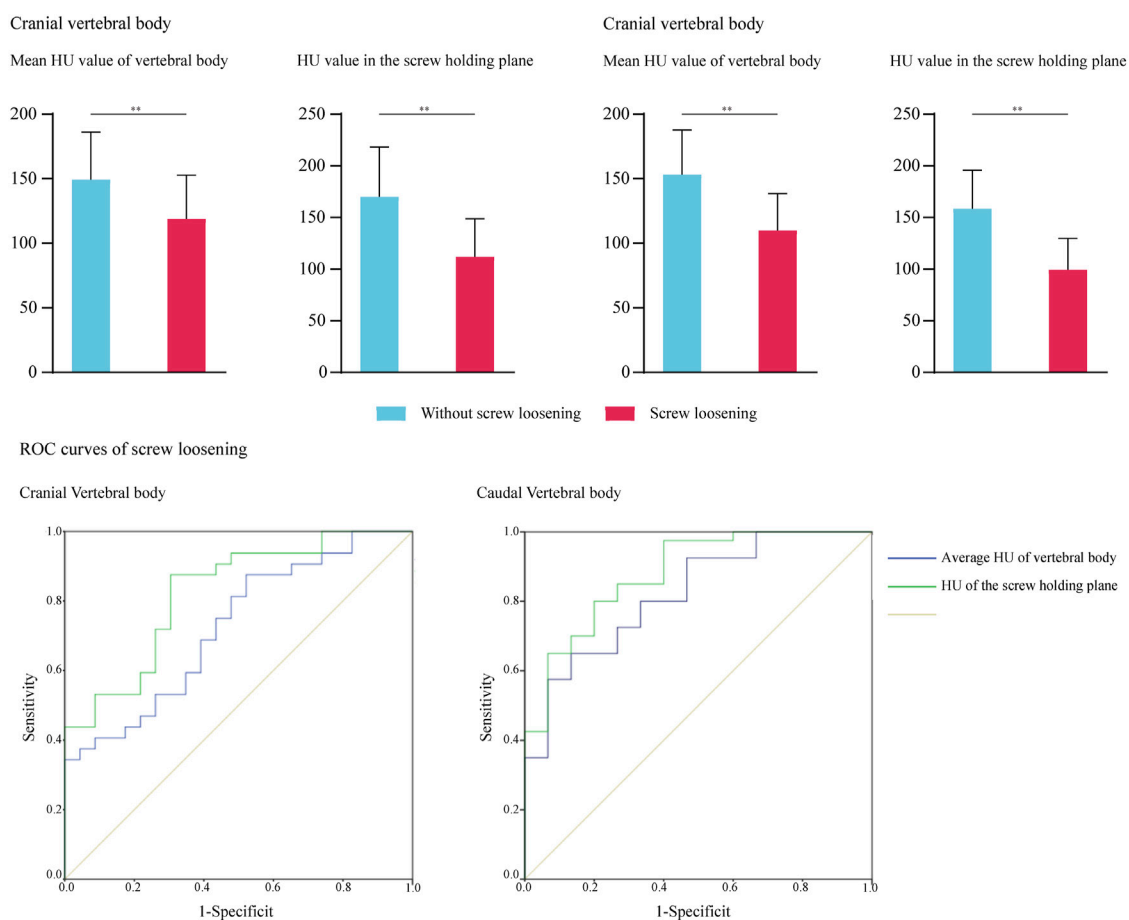 Cranial vertebral body
Cranial vertebral body
Mean HU value of vertebral body
HU value in the screw holding plane
Mean HU value of vertebral body
HU value in the screw holding plane
200
150
100
50
0
**
250
200
150
100
50
0
**
200
150
100
50
0
**
250
200
150
100
50
0
**
Without screw loosening
Screw loosening
ROC curves of screw loosening
Cranial Vertebral body
Caudal Vertebral body
Sensitivity
1.0
0.8
0.6
0.4
0.2
0.0
0.0 0.2 0.4 0.6 0.8 1.0
1-Specificit
Sensitivity
1.0
0.8
0.6
0.4
0.2
0.0
0.0 0.2 0.4 0.6 0.8 1.0
1-Specificit
Average HU of vertebral body
HU of the screw holding plane